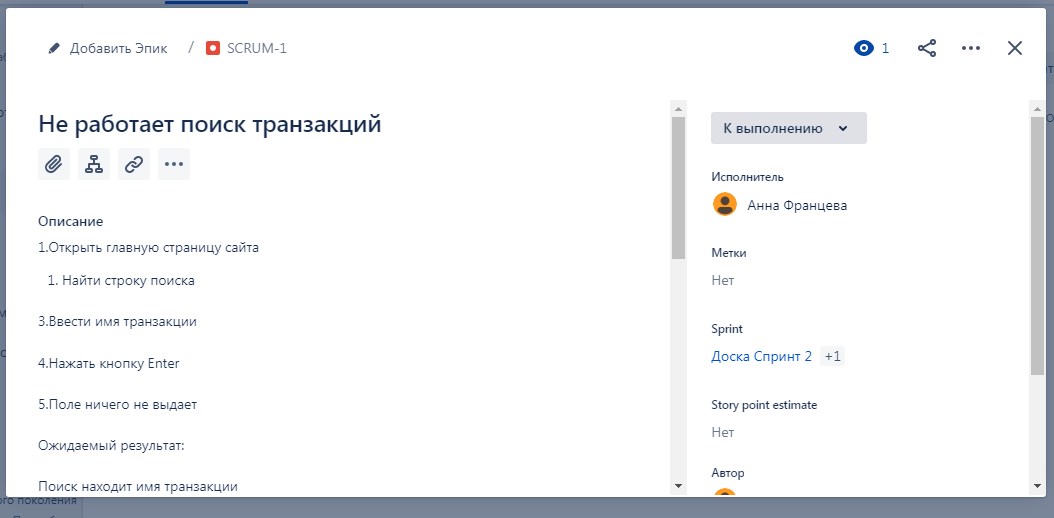 Добавить Эпик / SCRUM-1
1
Не работает поиск транзакций
Описание
1.Открыть главную страницу сайта
1. Найти строку поиска
3.Ввести имя транзакции
4.Нажать кнопку Enter
5.Поле ничего не выдает
Ожидаемый результат:
Поиск находит имя транзакции
К выполнению
Исполнитель
Анна Францева
Метки
Нет
Sprint
Доска Спринт 2 +1
Story point estimate
Нет
Автор
ого поколения